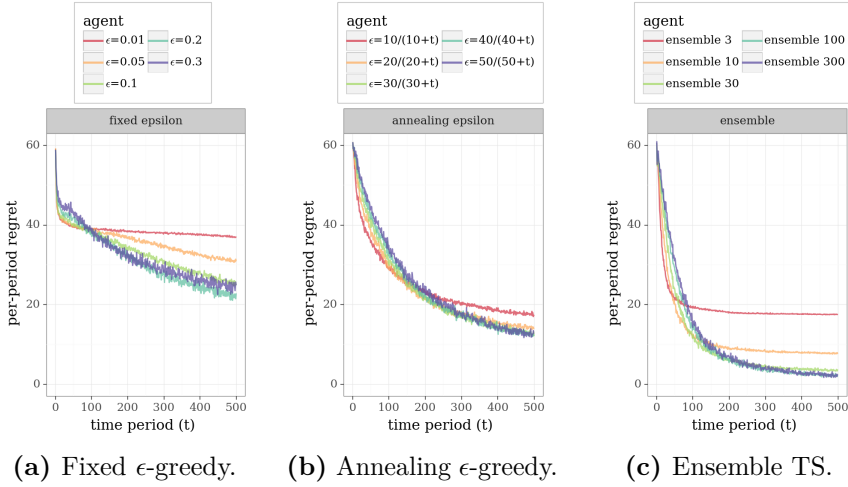 agent
ϵ=0.01 ϵ=0.2
ϵ=0.05 ϵ=0.3
ϵ=0.1
fixed epsilon
per-period regret
60
40
20
0
0 100 200 300 400 500
time period (t)
(a) Fixed ϵ-greedy.
agent
ϵ=10/(10+t) ϵ=40/(40+t)
ϵ=20/(20+t) ϵ=50/(50+t)
ϵ=30/(30+t)
annealing epsilon
per-period regret
60
40
20
0
0 100 200 300 400 500
time period (t)
(b) Annealing ϵ-greedy.
agent
ensemble 3 ensemble 100
ensemble 10 ensemble 300
ensemble 30
ensemble
per-period regret
60
40
20
0
0 100 200 300 400 500
time period (t)
(c) Ensemble TS.